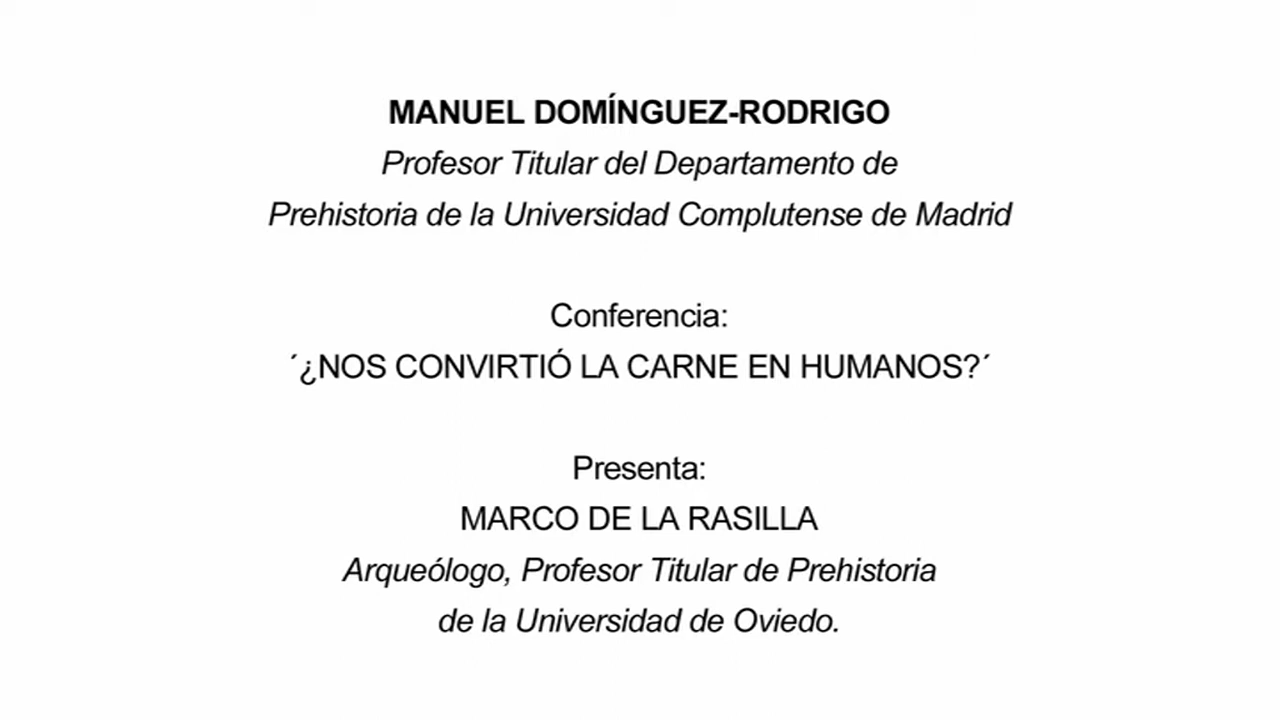 MANUEL DOMÍNGUEZ-RODRIGO
Profesor Titular del Departamento de
Prehistoria de la Universidad Complutense de Madrid
Conferencia:
´¿NOS CONVIRTIÓ LA CARNE EN HUMANOS?´
Presenta:
MARCO DE LA RASILLA
Arqueólogo, Profesor Titular de Prehistoria
de la Universidad de Oviedo.